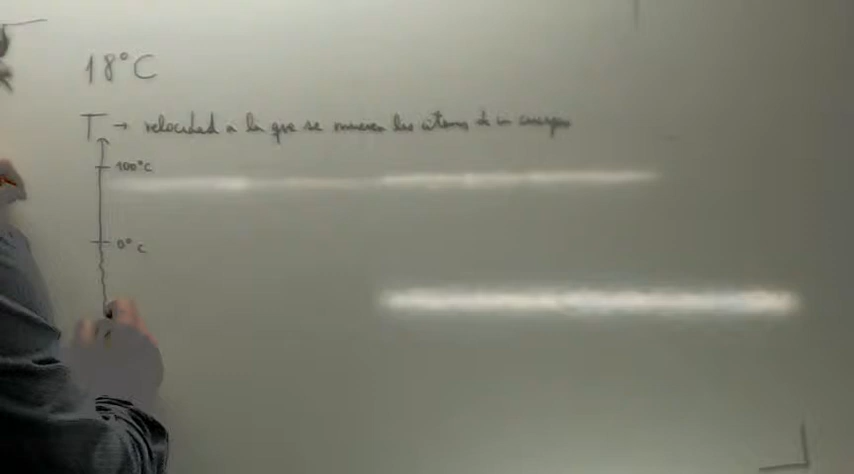 18°C
T → velocidad a la que se mueven los átomos de un cuerpo
100°C
0°C